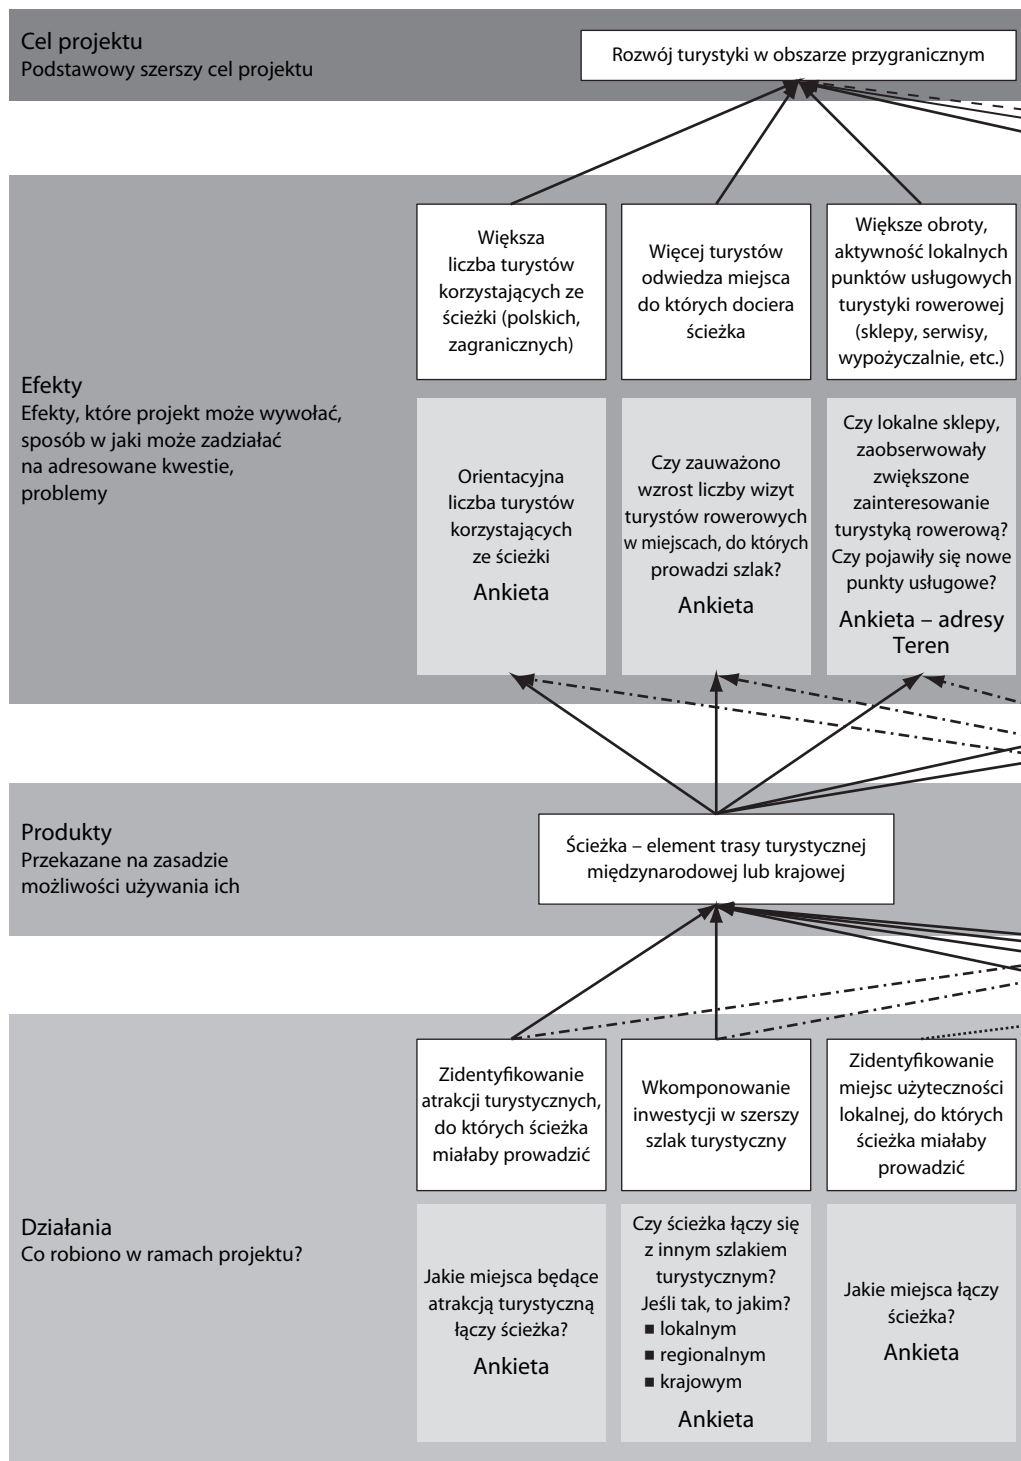 Cel projektu
Podstawowy szerszy cel projektu
Rozwój turystyki w obszarze przygranicznym
Efekty
Efekty, które projekt może wywołać,
sposób w jaki może zadziałać
na adresowane kwestie,
problemy
Większa
liczba turystów
korzystających ze
ścieżki (polskich,
zagranicznych)
Więcej turystów
odwiedza miejsca
do których dociera
ścieżka
Większe obroty,
aktywność lokalnych
punktów usługowych
turystyki rowerowej
(sklepy, serwisy,
wypożyczalnie, etc.)
Orientacyjna
liczba turystów
korzystających
ze ścieżki
Ankieta
Czy zauważono
wzrost liczby wizyt
turystów rowerowych
w miejscach, do których
prowadzi szlak?
Ankieta
Czy lokalne sklepy,
zaobserwowały
zwiększone
zainteresowanie
turystyką rowerową?
Czy pojawiły się nowe
punkty usługowe?
Ankieta – adresy
Teren
Produkty
Przekazane na zasadzie
możliwości używania ich
Ścieżka – element trasy turystycznej
międzynarodowej lub krajowej
Działania
Co robiono w ramach projektu?
Zidentyfikowanie
atrakcji turystycznych,
do których ścieżka
miałaby prowadzić
Wkomponowanie
inwestycji w szerszy
szlak turystyczny
Zidentyfikowanie
miejsc użyteczności
lokalnej, do których
ścieżka miałaby
prowadzić
Jakie miejsca będące
atrakcją turystyczną
łączy ścieżka?
Ankieta
Czy ścieżka łączy się
z innym szlakiem
turystycznym?
Jeśli tak, to jakim?
■ lokalnym
■ regionalnym
■ krajowym
Ankieta
Jakie miejsca łączy
ścieżka?
Ankieta